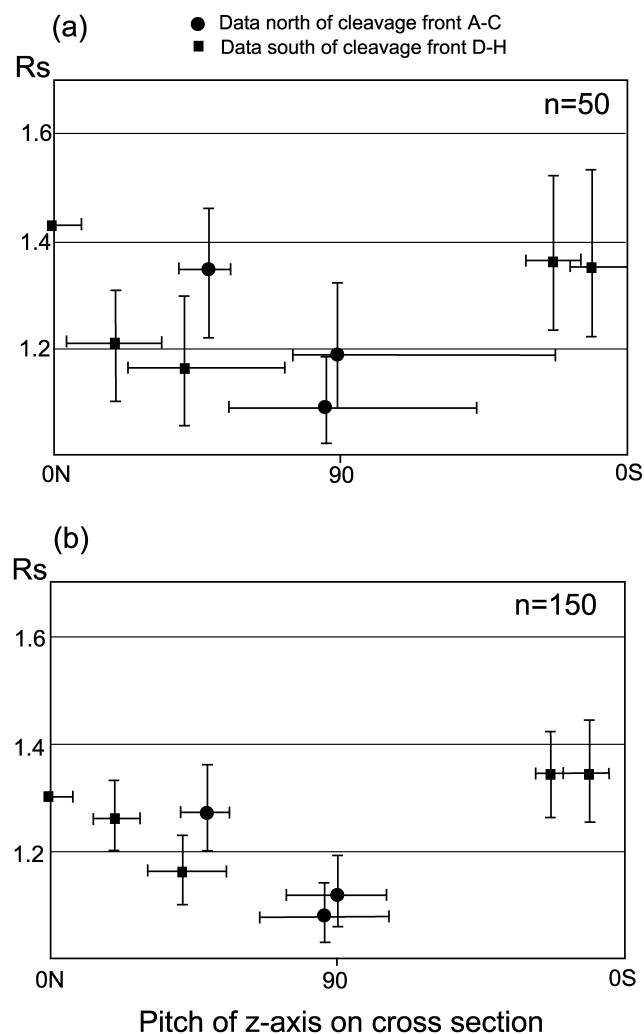 (a)
Data north of cleavage front A-C
Data south of cleavage front D-H
Rs
n=50
1.6
1.4
1.2
0N 90 0S
(b)
Rs
n=150
1.6
1.4
1.2
0N 90 0S
Pitch of z-axis on cross section